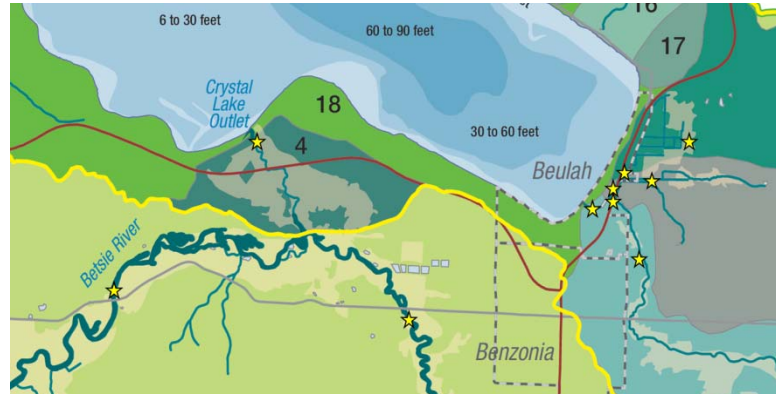 6 to 30 feet
60 to 90 feet
16
17
Crystal
Lake
Outlet
18
4
30 to 60 feet
Beulah
Betsie River
Benzonia